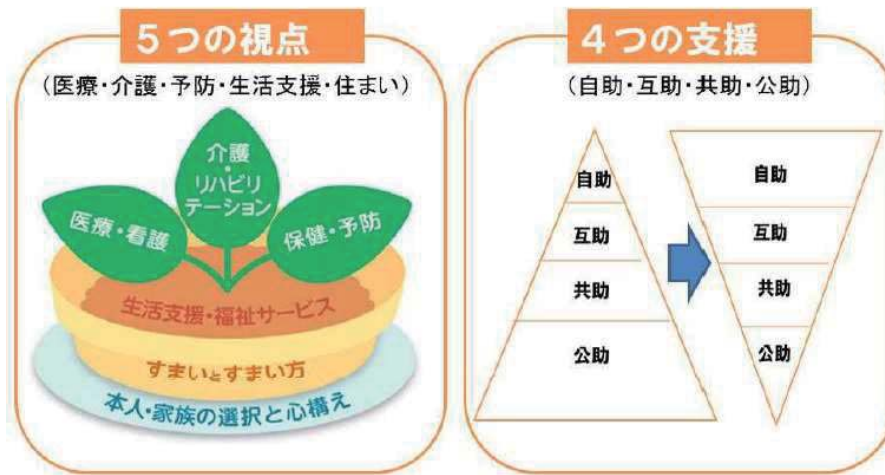 5つの視点
(医療・介護・予防・生活支援・住まい)
介護
・
リハビリ
テーション
医療・看護
保健・予防
生活支援・福祉サービス
すまいとすまい方
本人・家族の選択と心構え
4つの支援
(自助・互助・共助・公助)
自助
互助
共助
公助
自助
互助
共助
公助